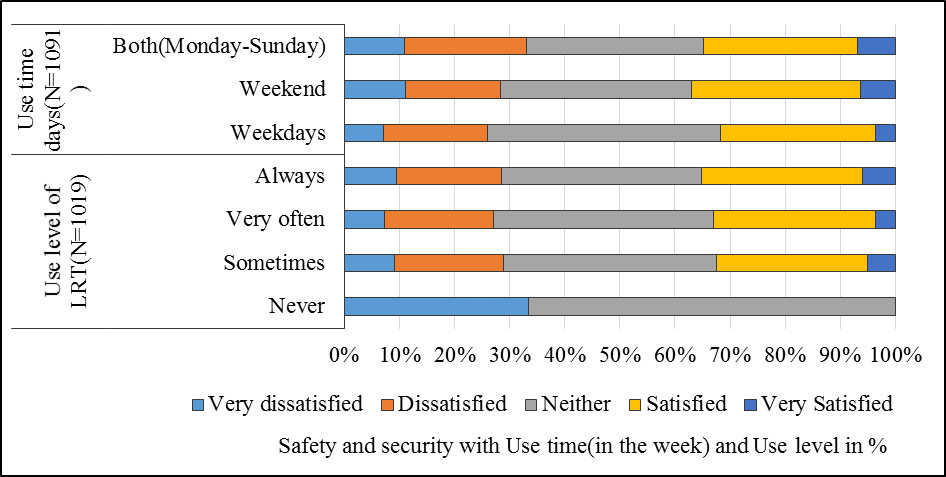 Use time
days(N=1091
)
Both(Monday-Sunday)
Weekend
Weekdays
Use level of
LRT(N=1019)
Always
Very often
Sometimes
Never
0% 10% 20% 30% 40% 50% 60% 70% 80% 90% 100%
Very dissatisfied Dissatisfied Neither Satisfied Very Satisfied
Safety and security with Use time(in the week) and Use level in %